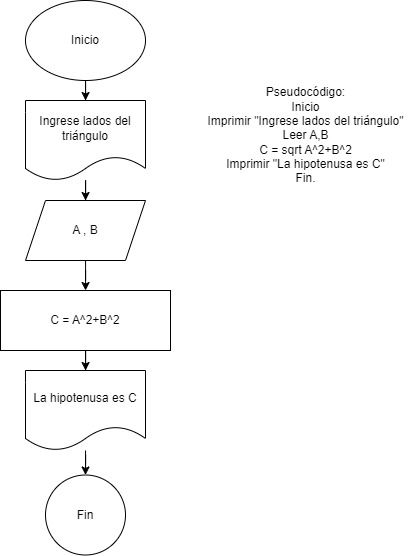 Inicio
Ingrese lados del
triángulo
A , B
C = A^2+B^2
La hipotenusa es C
Fin
Pseudocódigo:
Inicio
Imprimir "Ingrese lados del triángulo"
Leer A,B
C = sqrt A^2+B^2
Imprimir "La hipotenusa es C"
Fin.